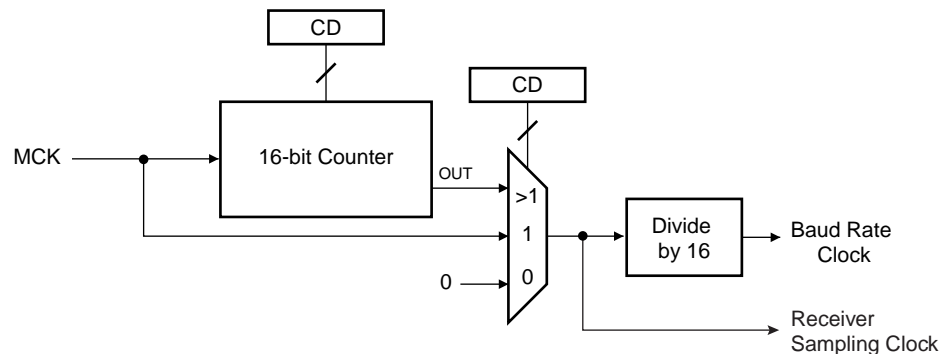 CD
CD
MCK
16-bit Counter
OUT
>1
1
0
0
Divide
by 16
Baud Rate
Clock
Receiver
Sampling Clock